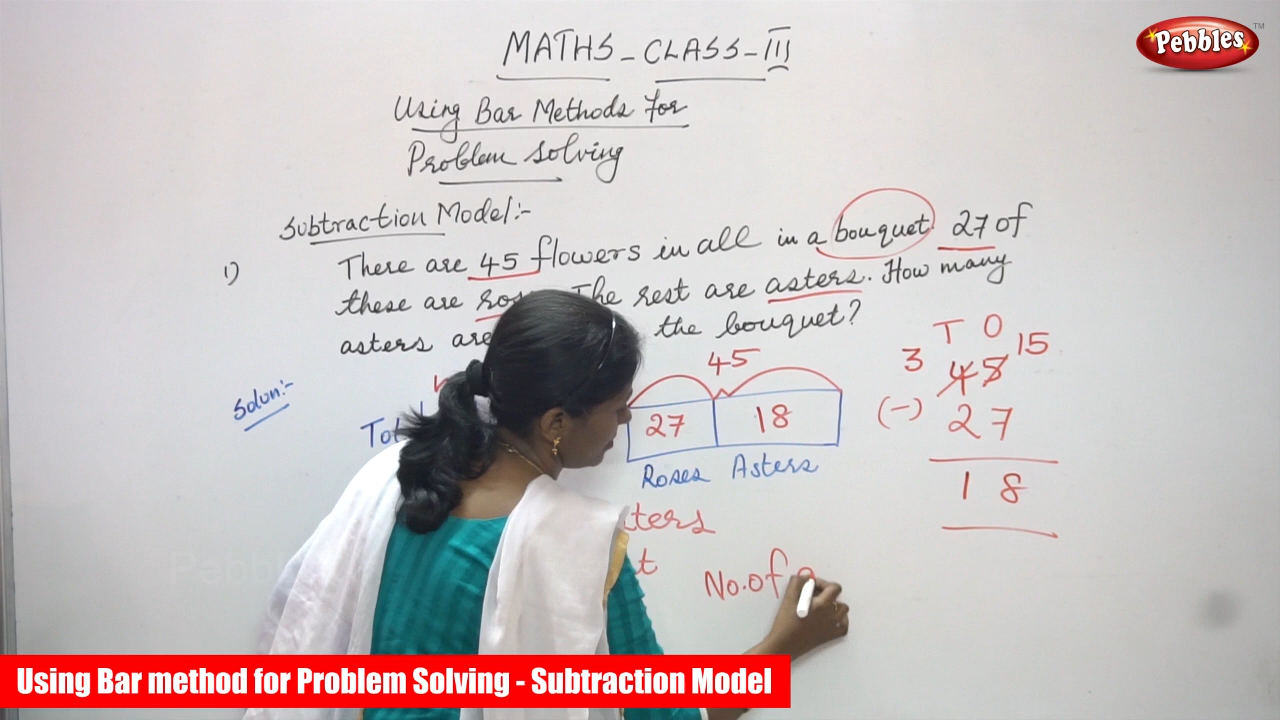 MATHS - CLASS - III
Pebbles TM
Using Bar Methods for
Problem solving
Subtraction Model:-
1) There are 45 flowers in all in a bouquet. 27 of
these are The rest are asters. How many
asters are the bouquet?
Soln:-
45
27 18
Roses Asters
T O
3 45 15
(-) 27
18
No.of
Using Bar method for Problem Solving - Subtraction Model